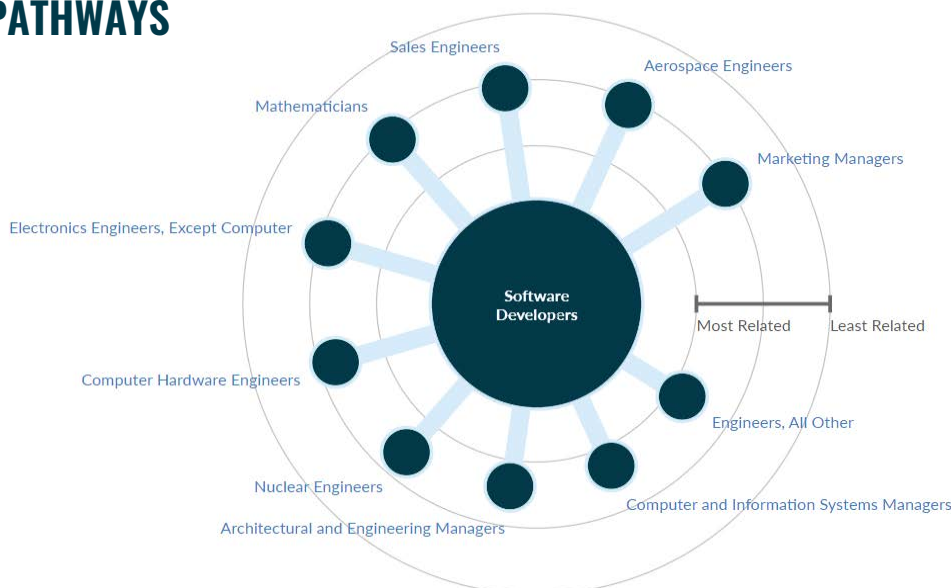 PATHWAYS
Sales Engineers
Aerospace Engineers
Mathematicians
Marketing Managers
Electronics Engineers, Except Computer
Software
Developers
Most Related
Least Related
Computer Hardware Engineers
Engineers, All Other
Nuclear Engineers
Computer and Information Systems Managers
Architectural and Engineering Managers